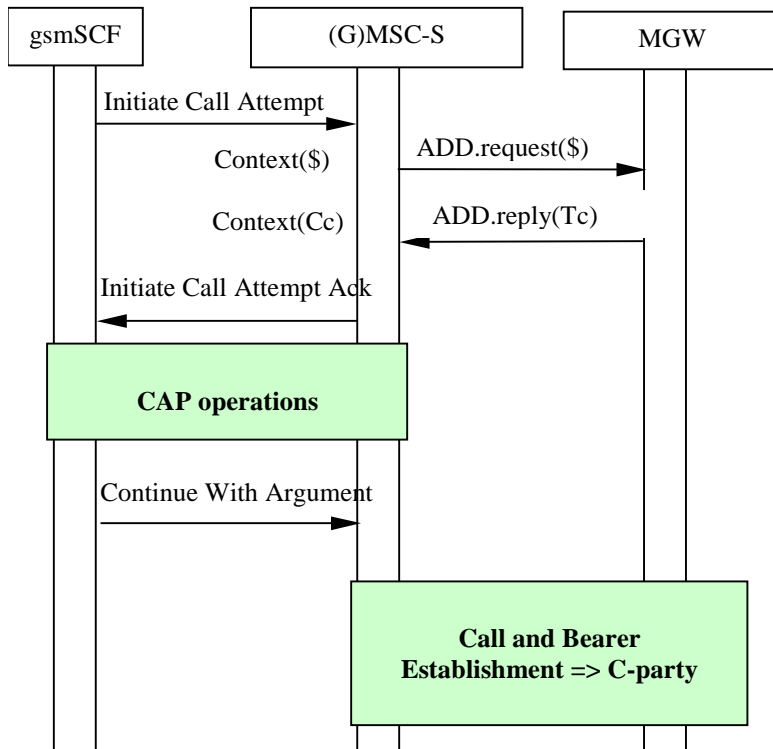 gsmSCF
(G)MSC-S
MGW
Initiate Call Attempt
Context($)
ADD.request($)
Context(Cc)
ADD.reply(Tc)
Initiate Call Attempt Ack
CAP operations
Continue With Argument
Call and Bearer
Establishment => C-party